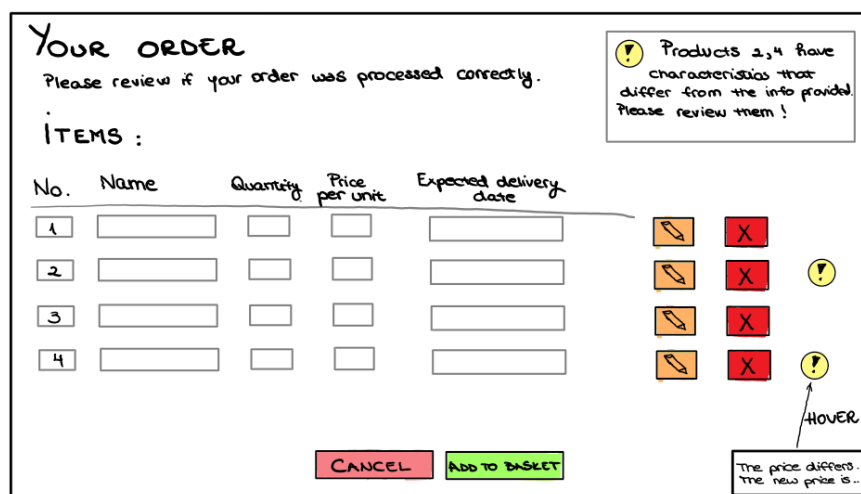 YOUR ORDER
Please review if your order was processed correctly.
! Products 2,4 have
characteristics that
differ from the info provided.
Please review them!
ITEMS :
No. Name Quantity Price per unit Expected delivery date
1 X
2 X !
3 X
4 X !
HOVER
CANCEL ADD TO BASKET
The price differs.
The new price is..